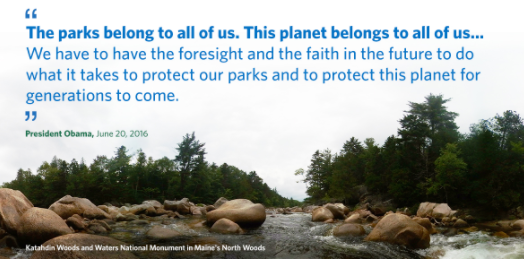 “
The parks belong to all of us. This planet belongs to all of us...
We have to have the foresight and the faith in the future to do
what it takes to protect our parks and to protect this planet for
generations to come.
”
President Obama, June 20, 2016
Katahdin Woods and Waters National Monument in Maine's North Woods